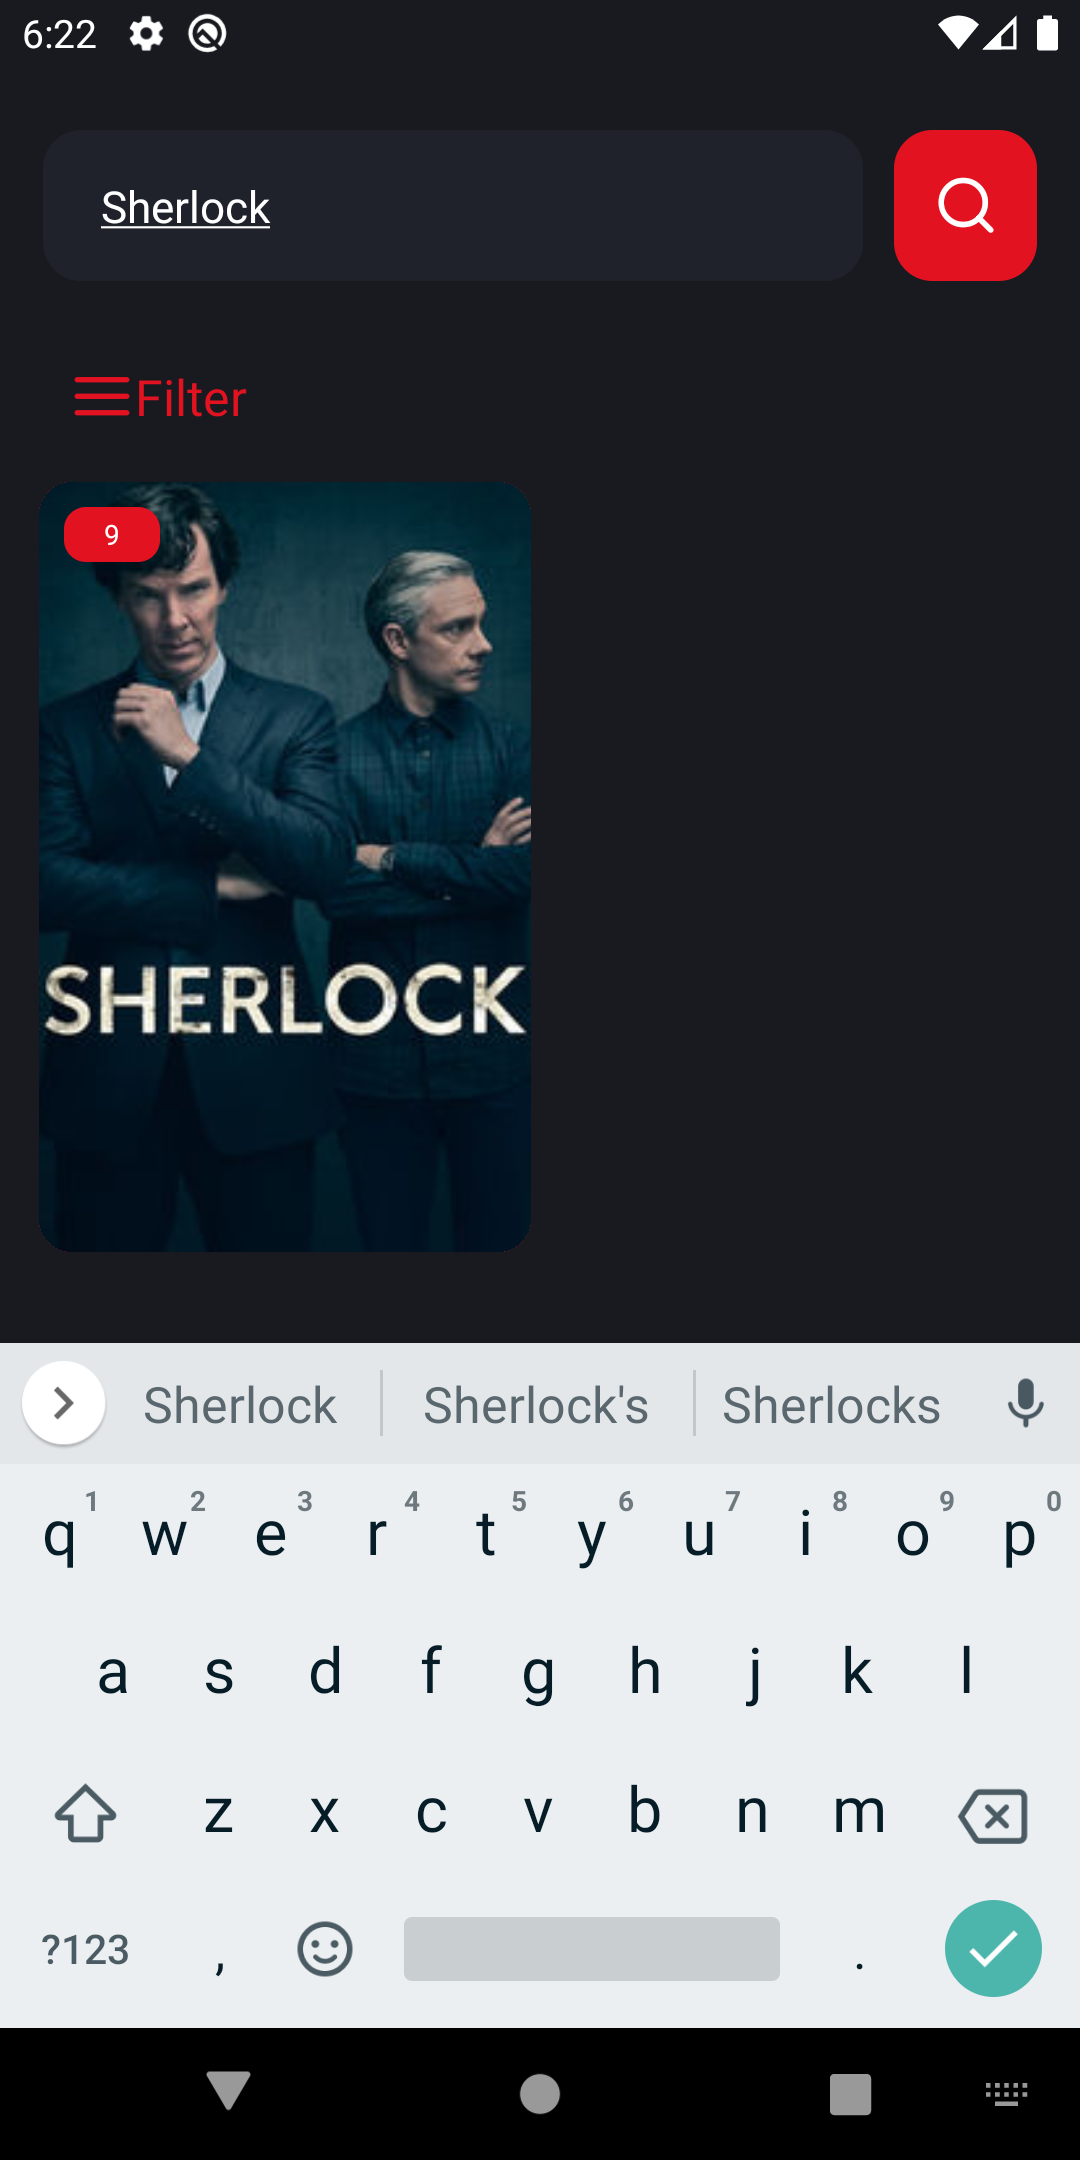 6:22
Sherlock
Filter
9
SHERLOCK
Sherlock Sherlock's Sherlocks
1 2 3 4 5 6 7 8 9 0
q w e r t y u i o p
a s d f g h j k l
z x c v b n m
?123 , .